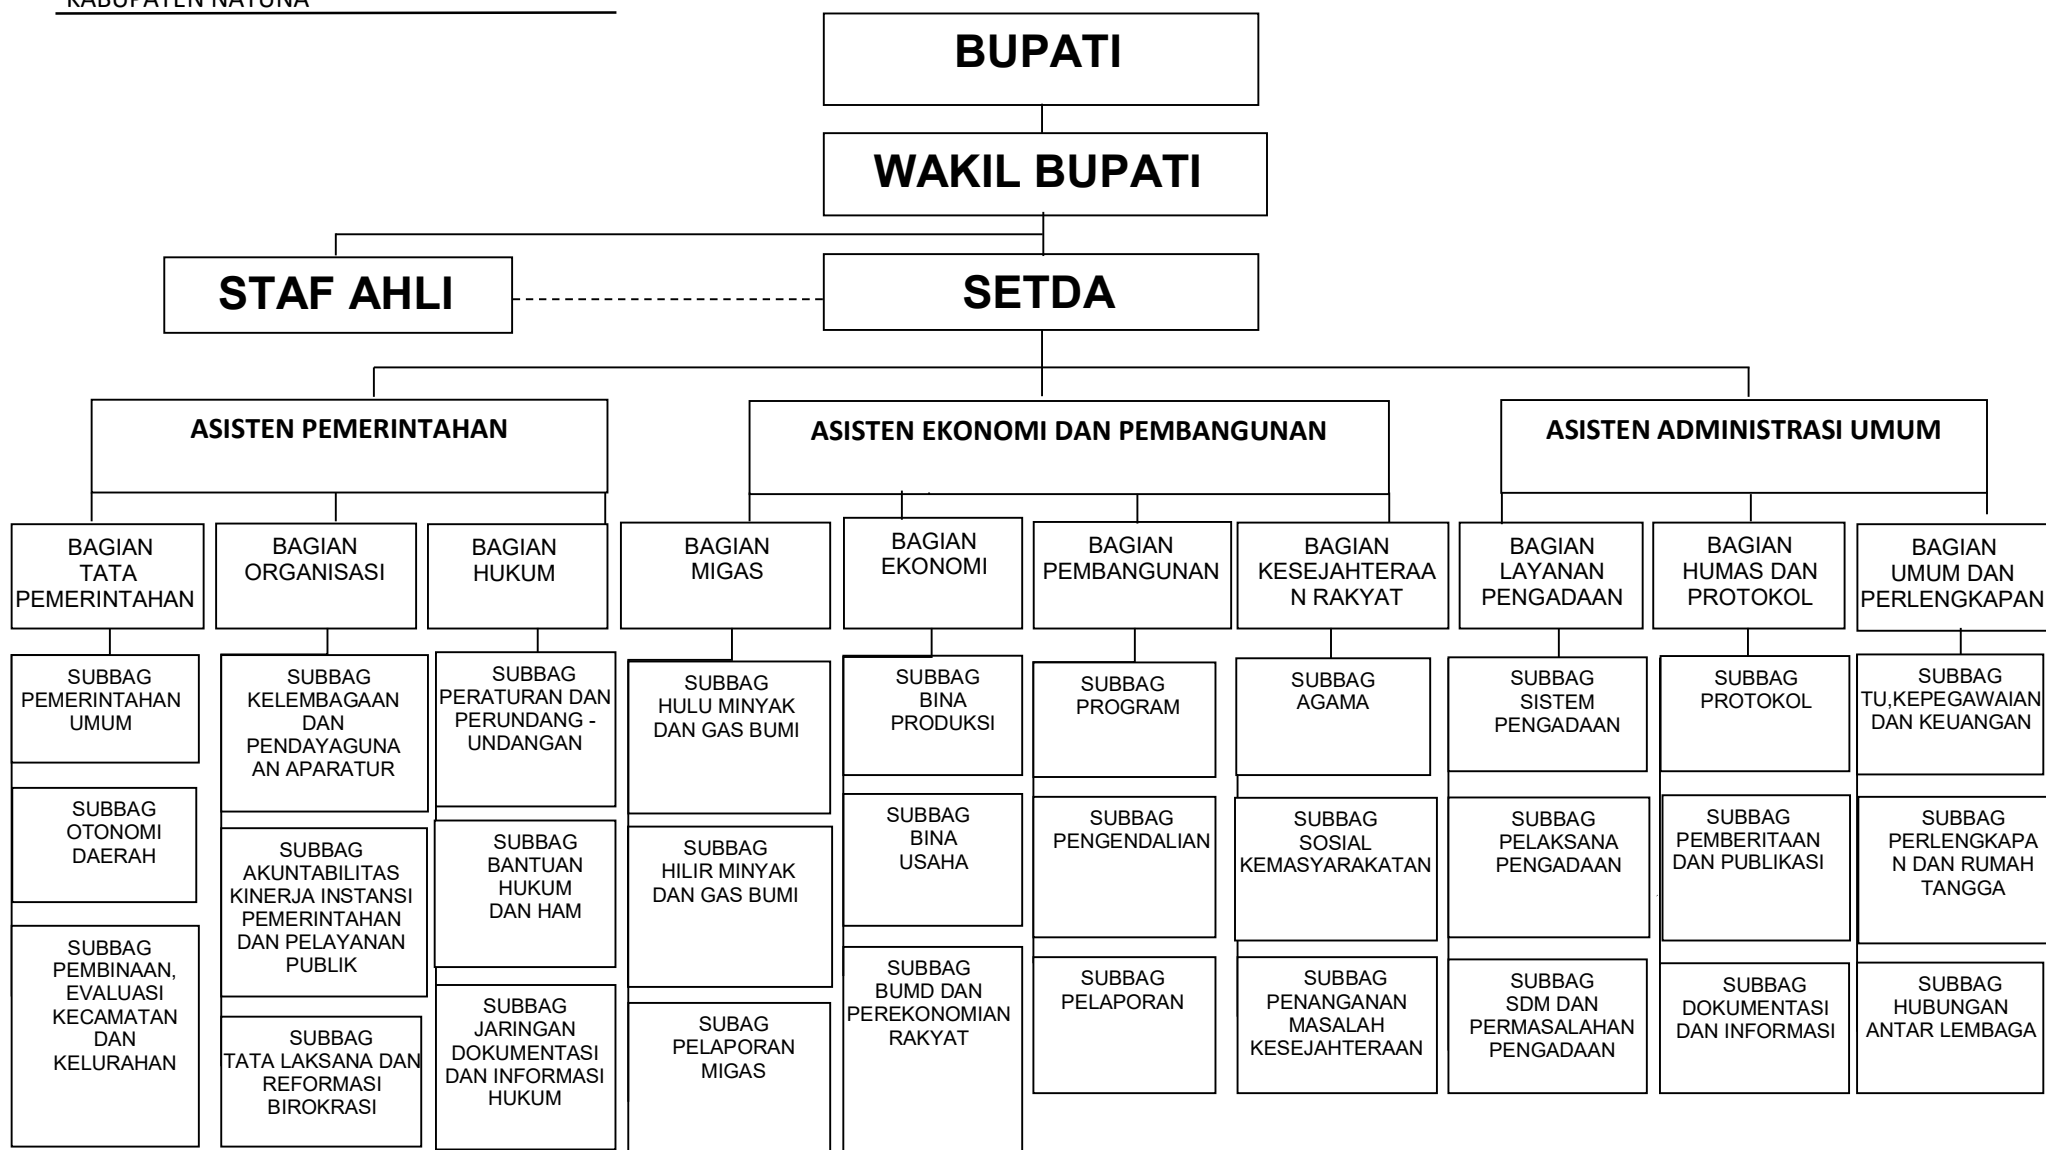 KABUPATEN NATUNA
BUPATI
WAKIL BUPATI
STAF AHLI
SETDA
ASISTEN PEMERINTAHAN
ASISTEN EKONOMI DAN PEMBANGUNAN
ASISTEN ADMINISTRASI UMUM
BAGIAN
TATA
PEMERINTAHAN
BAGIAN
ORGANISASI
BAGIAN
HUKUM
BAGIAN
MIGAS
BAGIAN
EKONOMI
BAGIAN
PEMBANGUNAN
BAGIAN
KESEJAHTERAA
N RAKYAT
BAGIAN
LAYANAN
PENGADAAN
BAGIAN
HUMAS DAN
PROTOKOL
BAGIAN
UMUM DAN
PERLENGKAPAN
SUBBAG
PEMERINTAHAN
UMUM
SUBBAG
KELEMBAGAAN
DAN
PENDAYAGUNA
AN APARATUR
SUBBAG
PERATURAN DAN
PERUNDANG -
UNDANGAN
SUBBAG
HULU MINYAK
DAN GAS BUMI
SUBBAG
BINA
PRODUKSI
SUBBAG
PROGRAM
SUBBAG
AGAMA
SUBBAG
SISTEM
PENGADAAN
SUBBAG
PROTOKOL
SUBBAG
TU,KEPEGAWAIAN
DAN KEUANGAN
SUBBAG
OTONOMI
DAERAH
SUBBAG
AKUNTABILITAS
KINERJA INSTANSI
PEMERINTAHAN
DAN PELAYANAN
PUBLIK
SUBBAG
BANTUAN
HUKUM
DAN HAM
SUBBAG
HILIR MINYAK
DAN GAS BUMI
SUBBAG
BINA
USAHA
SUBBAG
PENGENDALIAN
SUBBAG
SOSIAL
KEMASYARAKATAN
SUBBAG
PELAKSANA
PENGADAAN
SUBBAG
PEMBERITAAN
DAN PUBLIKASI
SUBBAG
PERLENGKAPA
N DAN RUMAH
TANGGA
SUBBAG
PEMBINAAN,
EVALUASI
KECAMATAN
DAN
KELURAHAN
SUBBAG
TATA LAKSANA DAN
REFORMASI
BIROKRASI
SUBBAG
JARINGAN
DOKUMENTASI
DAN INFORMASI
HUKUM
SUBAG
PELAPORAN
MIGAS
SUBBAG
BUMD DAN
PEREKONOMIAN
RAKYAT
SUBBAG
PELAPORAN
SUBBAG
PENANGANAN
MASALAH
KESEJAHTERAAN
SUBBAG
SDM DAN
PERMASALAHAN
PENGADAAN
SUBBAG
DOKUMENTASI
DAN INFORMASI
SUBBAG
HUBUNGAN
ANTAR LEMBAGA